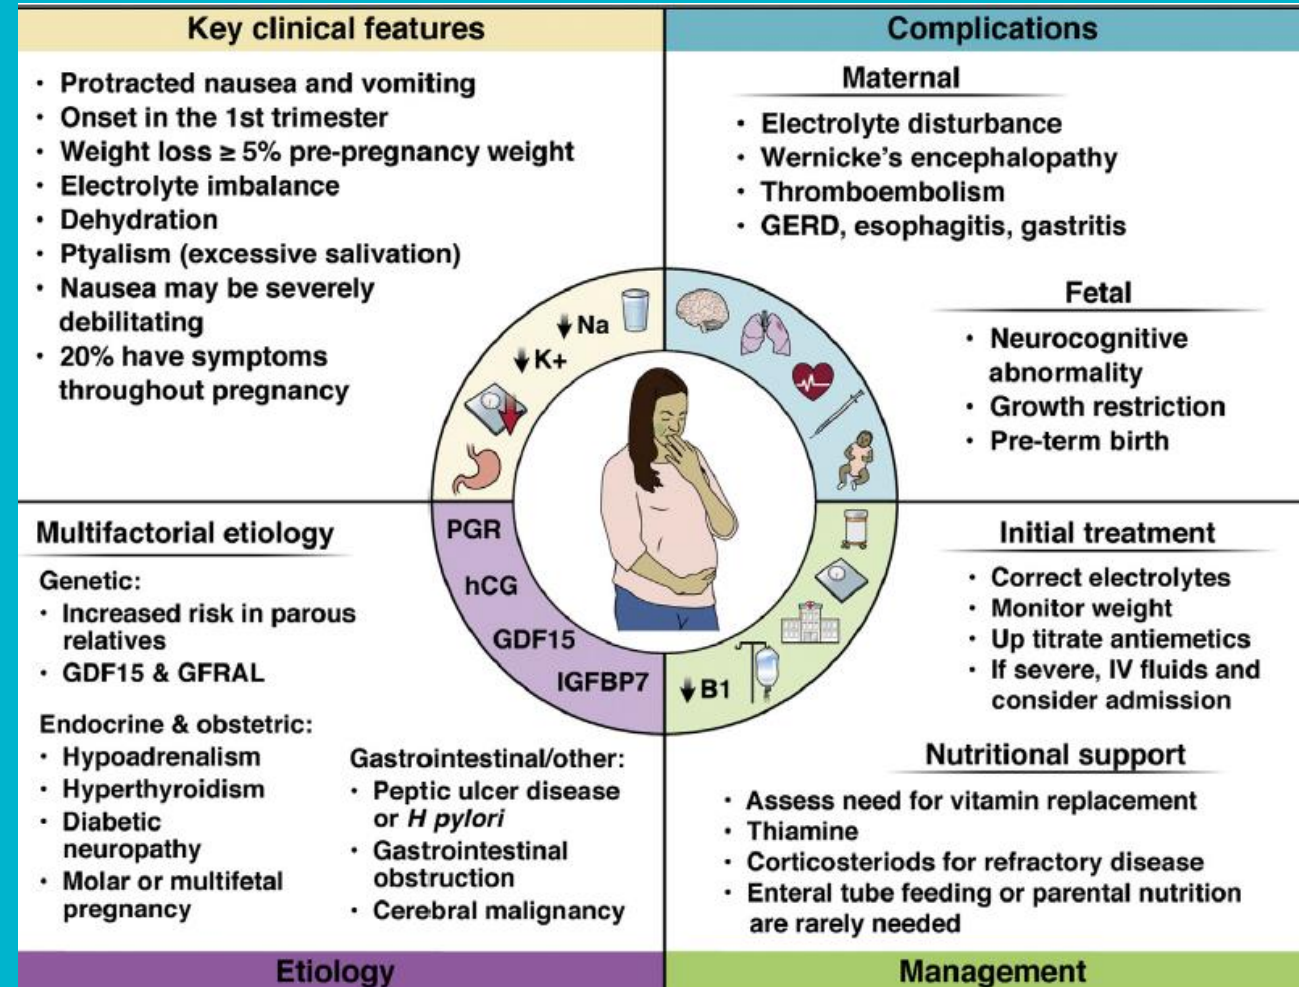 Key clinical features
• Protracted nausea and vomiting
• Onset in the 1st trimester
• Weight loss ≥ 5% pre-pregnancy weight
• Electrolyte imbalance
• Dehydration
• Ptyalism (excessive salivation)
• Nausea may be severely
debilitating
• 20% have symptoms
throughout pregnancy
Na
K+
Complications
Maternal
• Electrolyte disturbance
• Wernicke's encephalopathy
• Thromboembolism
• GERD, esophagitis, gastritis
Fetal
• Neurocognitive
abnormality
• Growth restriction
• Pre-term birth
Multifactorial etiology
Genetic:
• Increased risk in parous
relatives
• GDF15 & GFRAL
Endocrine & obstetric:
• Hypoadrenalism
• Hyperthyroidism
• Diabetic
neuropathy
• Molar or multifetal
pregnancy
Gastrointestinal/other:
• Peptic ulcer disease
or H pylori
• Gastrointestinal
obstruction
• Cerebral malignancy
PGR
hCG
GDF15
IGFBP7
Etiology
B1
Initial treatment
• Correct electrolytes
• Monitor weight
• Up titrate antiemetics
• If severe, IV fluids and
consider admission
Nutritional support
• Assess need for vitamin replacement
• Thiamine
• Corticosteriods for refractory disease
• Enteral tube feeding or parental nutrition
are rarely needed
Management